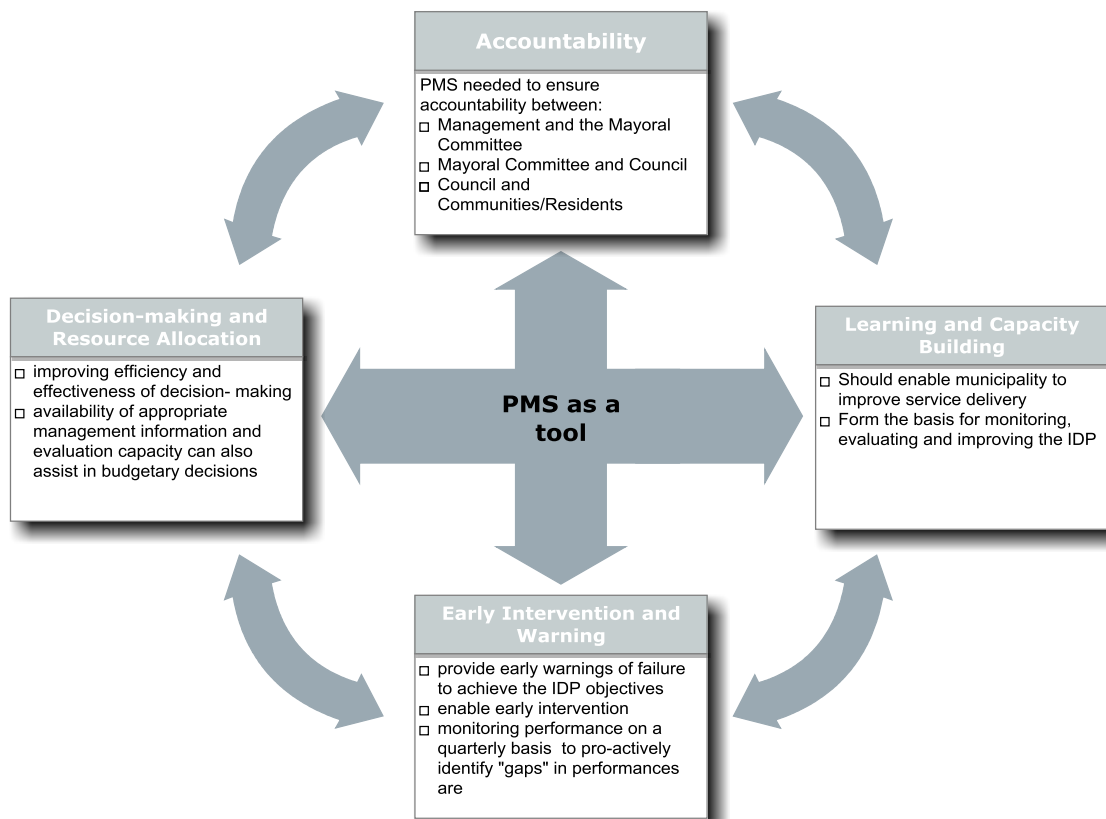 Accountability
PMS needed to ensure
accountability between:
Management and the Mayoral
Committee
Mayoral Committee and Council
Council and
Communities/Residents
Decision-making and
Resource Allocation
improving efficiency and
effectiveness of decision- making
availability of appropriate
management information and
evaluation capacity can also
assist in budgetary decisions
PMS as a
tool
Learning and Capacity
Building
Should enable municipality to
improve service delivery
Form the basis for monitoring,
evaluating and improving the IDP
Early Intervention and
Warning
provide early warnings of failure
to achieve the IDP objectives
enable early intervention
monitoring performance on a
quarterly basis  to pro-actively
identify "gaps" in performances
are